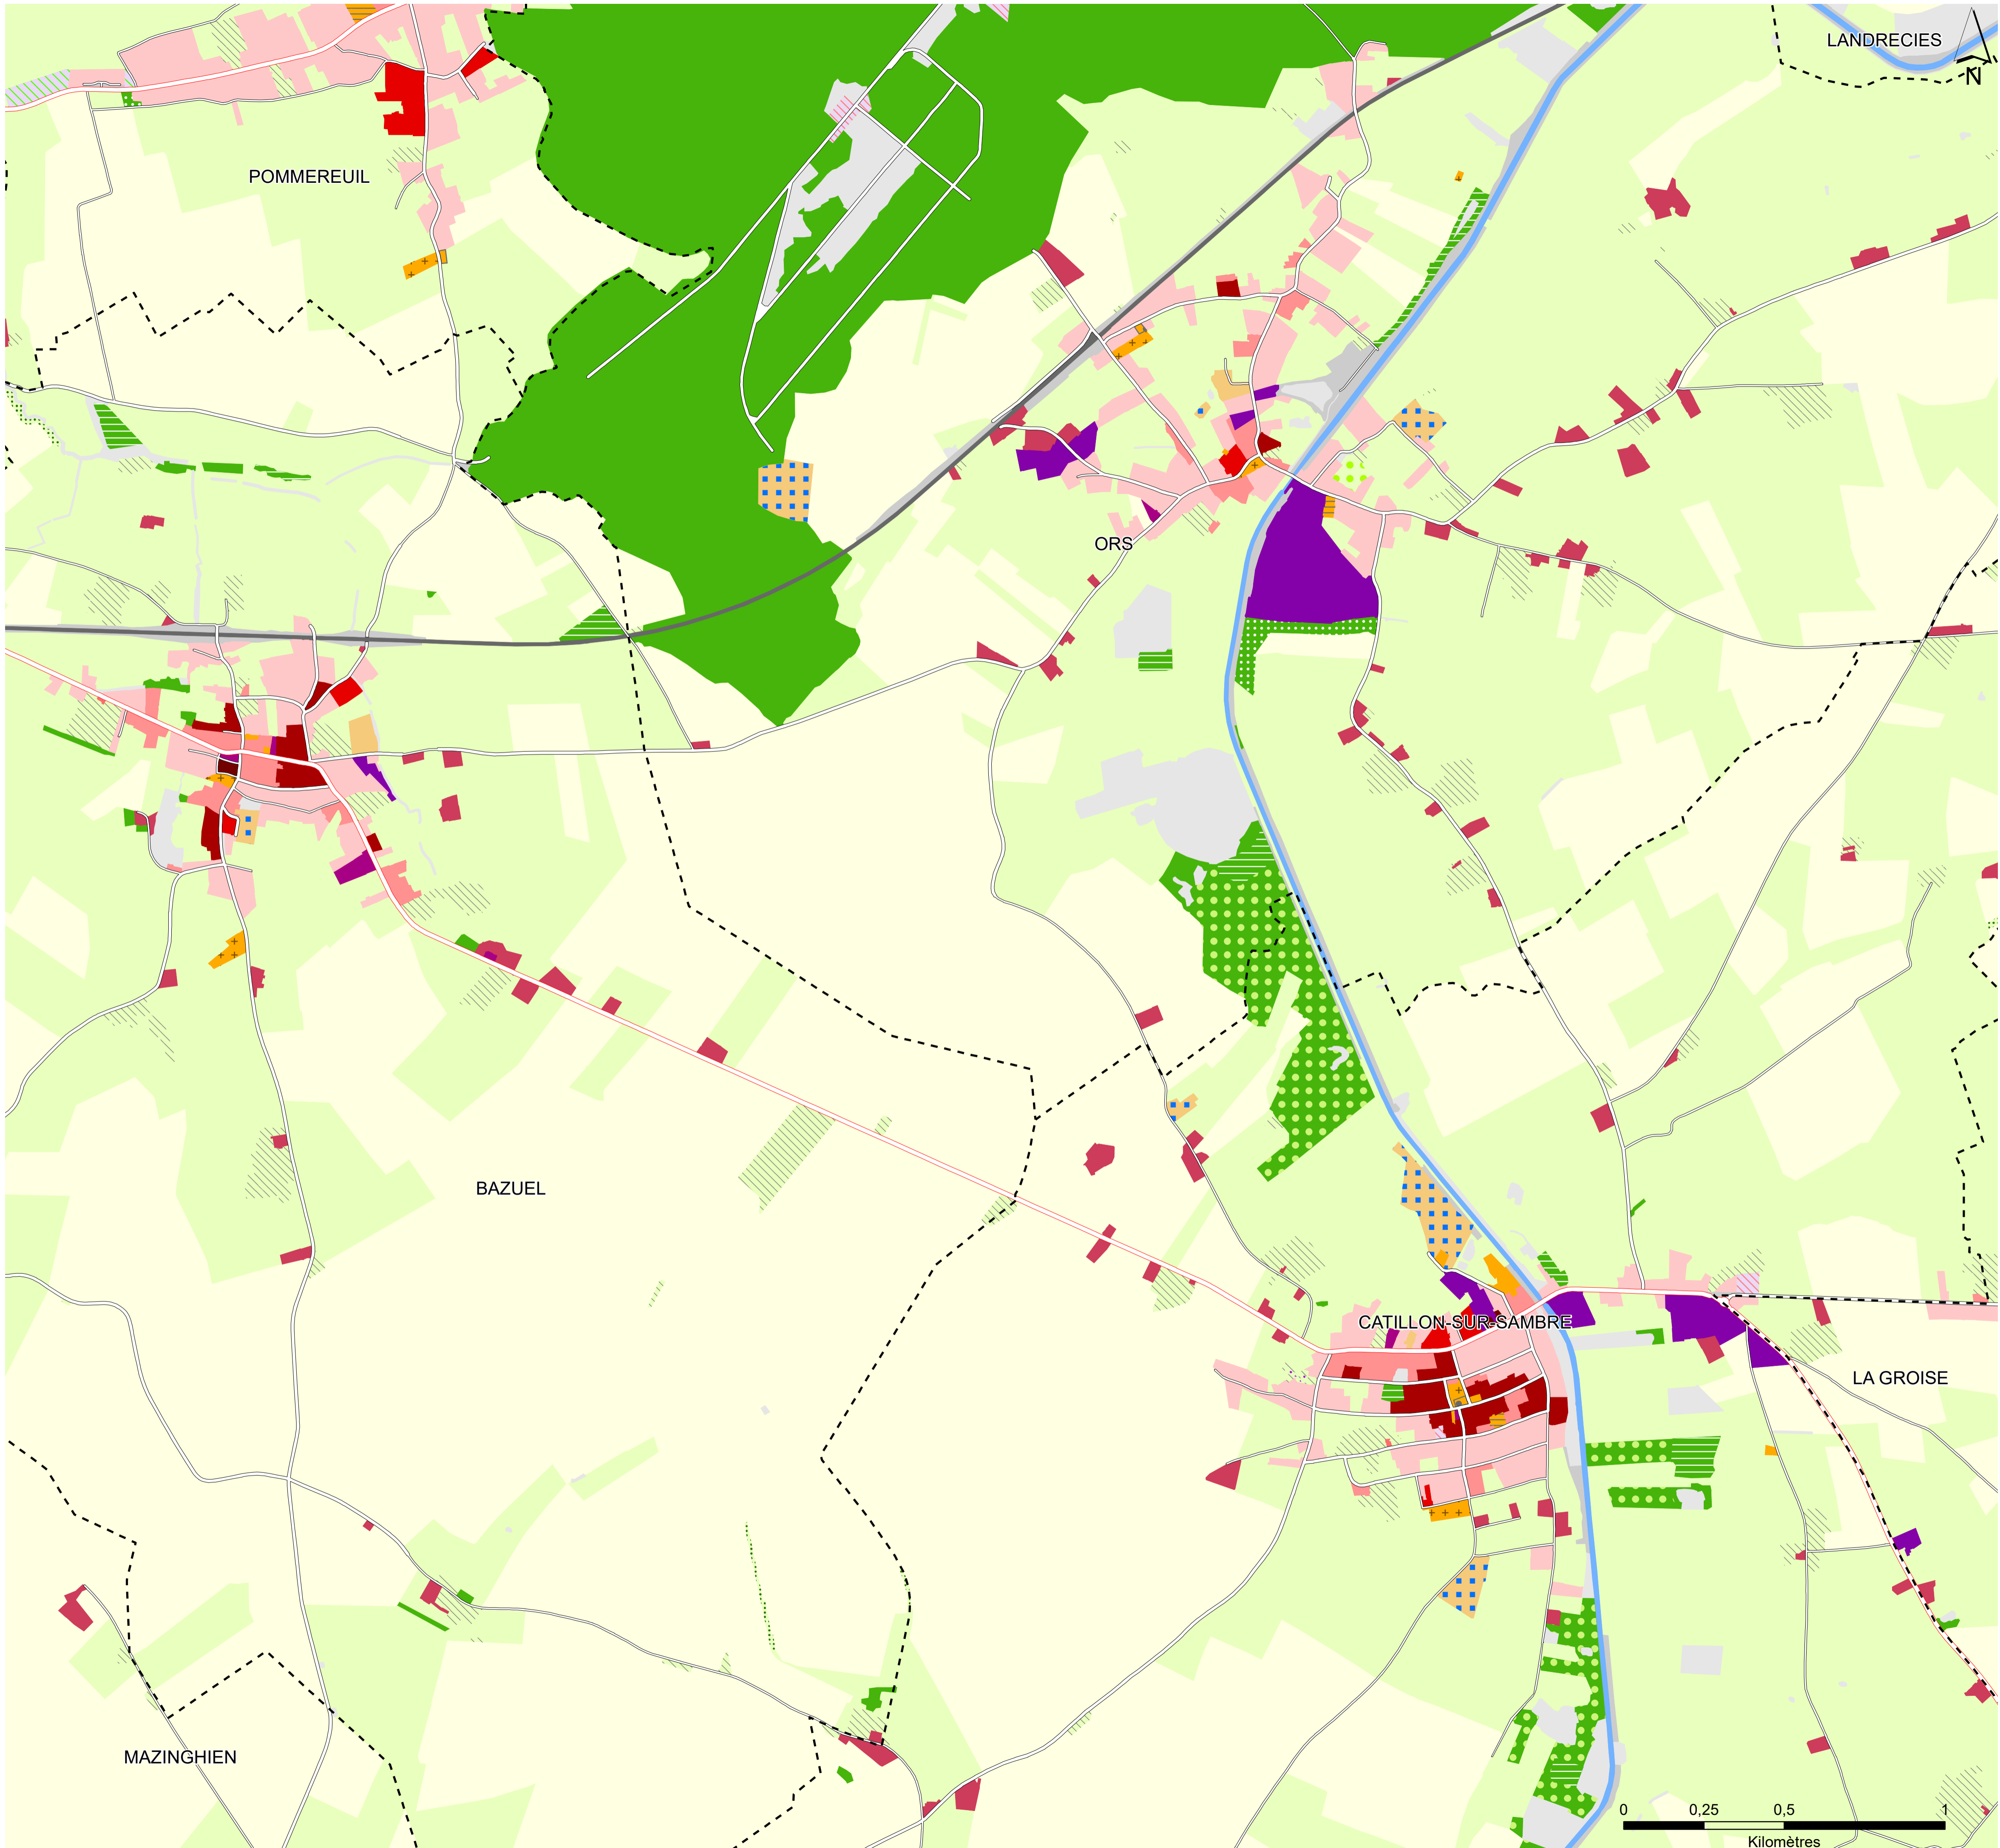 LANDRECIES
N
POMMEREUIL
ORS
BAZUEL
CATILLON-SUR-SAMBRE
LA GROISE
MAZINGHIEN
0 0,25 0,5 1
Kilomètres